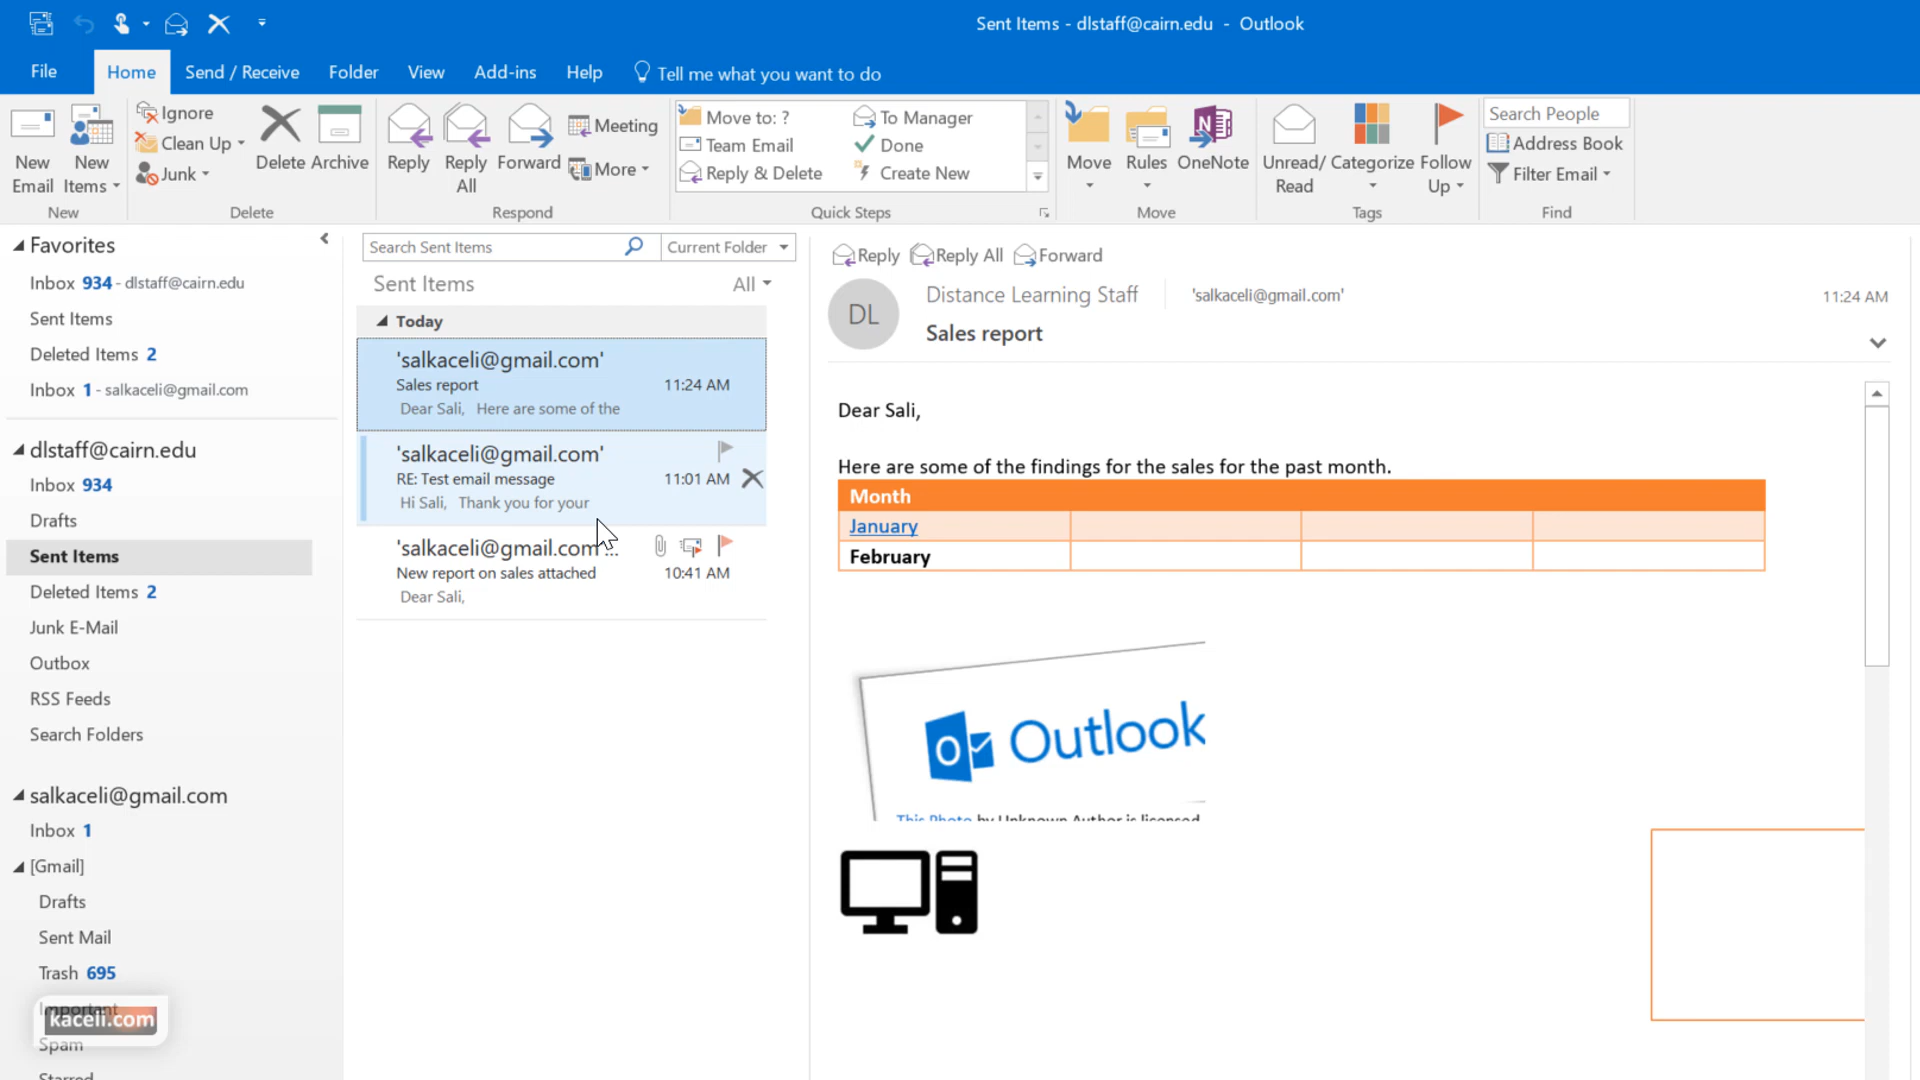 Sent Items - dlstaff@cairn.edu - Outlook
File Home Send / Receive Folder View Add-ins Help Tell me what you want to do
New Email
New Items
New
Ignore
Clean Up
Junk
Delete
Archive
Delete
Reply
Reply All
Forward
Meeting
More
Respond
Move to: ?
Team Email
Reply & Delete
To Manager
Done
Create New
Quick Steps
Move
Rules
OneNote
Move
Unread/ Read
Categorize
Follow Up
Tags
Search People
Address Book
Filter Email
Find
Favorites
Inbox 934 - dlstaff@cairn.edu
Sent Items
Deleted Items 2
Inbox 1 - salkaceli@gmail.com
dlstaff@cairn.edu
Inbox 934
Drafts
Sent Items
Deleted Items 2
Junk E-Mail
Outbox
RSS Feeds
Search Folders
salkaceli@gmail.com
Inbox 1
[Gmail]
Drafts
Sent Mail
Trash 695
Important
kaceli.com
Spam
Starred
Search Sent Items
Current Folder
Sent Items
All
Today
'salkaceli@gmail.com'
Sales report 11:24 AM
Dear Sali, Here are some of the
'salkaceli@gmail.com'
RE: Test email message 11:01 AM
Hi Sali, Thank you for your
'salkaceli@gmail.com' ...
New report on sales attached 10:41 AM
Dear Sali,
Reply Reply All Forward
DL
Distance Learning Staff 'salkaceli@gmail.com' 11:24 AM
Sales report
Dear Sali,
Here are some of the findings for the sales for the past month.
Month
January
February
Outlook
This Photo by Unknown Author is licensed